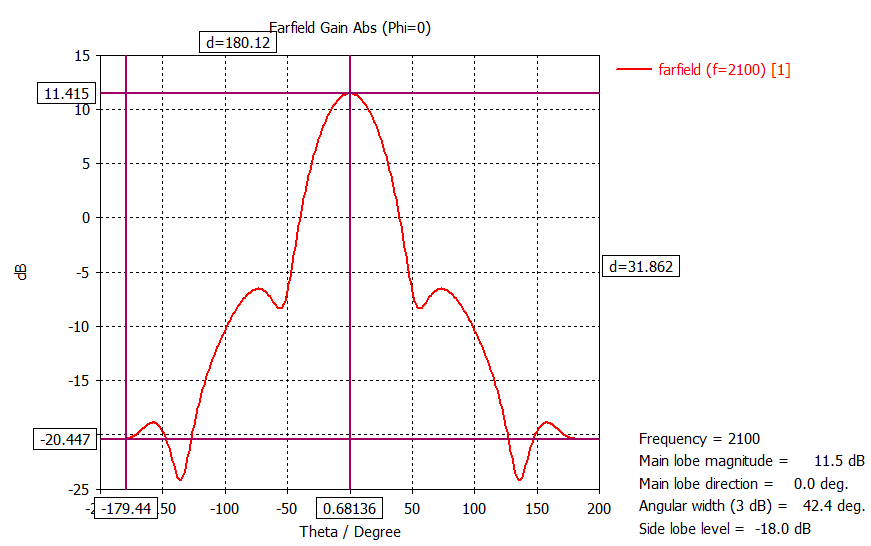 Farfield Gain Abs (Phi=0)
d=180.12
farfield (f=2100) [1]
15
11.415
10
5
0
-5
-10
-15
-20.447
-25
dB
d=31.862
-179.44
50
-100
-50
0.68136
50
100
150
200
Theta / Degree
Frequency = 2100
Main lobe magnitude = 11.5 dB
Main lobe direction = 0.0 deg.
Angular width (3 dB) = 42.4 deg.
Side lobe level = -18.0 dB